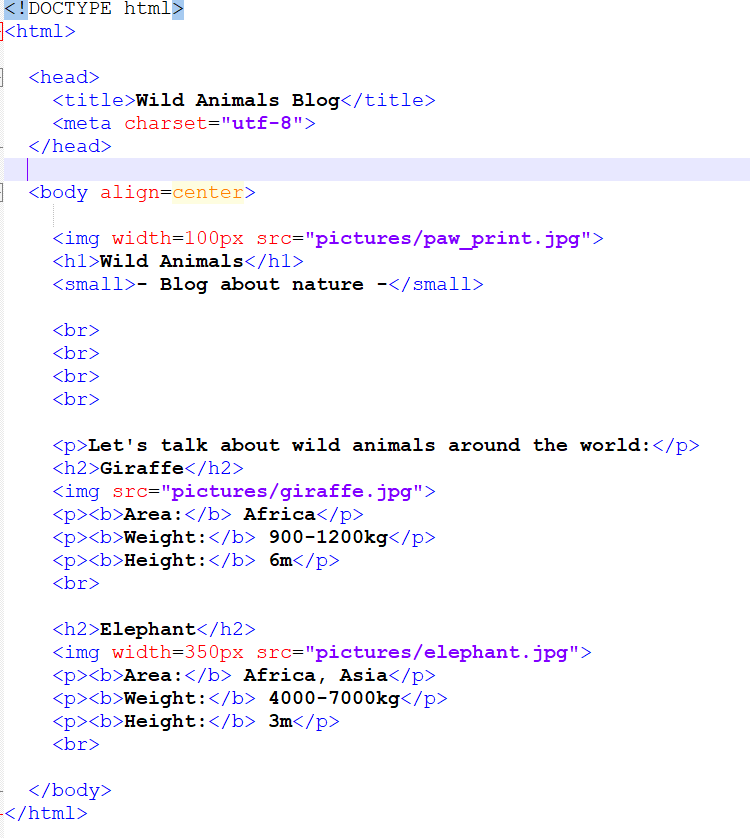 <!DOCTYPE html>
<html>
<head>
<title>Wild Animals Blog</title>
<meta charset="utf-8">
</head>
<body align=center>
<img width=100px src="pictures/paw_print.jpg">
<h1>Wild Animals</h1>
<small>- Blog about nature -</small>
<br>
<br>
<br>
<br>
<p>Let's talk about wild animals around the world:</p>
<h2>Giraffe</h2>
<img src="pictures/giraffe.jpg">
<p><b>Area:</b> Africa</p>
<p><b>Weight:</b> 900-1200kg</p>
<p><b>Height:</b> 6m</p>
<br>
<h2>Elephant</h2>
<img width=350px src="pictures/elephant.jpg">
<p><b>Area:</b> Africa, Asia</p>
<p><b>Weight:</b> 4000-7000kg</p>
<p><b>Height:</b> 3m</p>
<br>
</body>
</html>